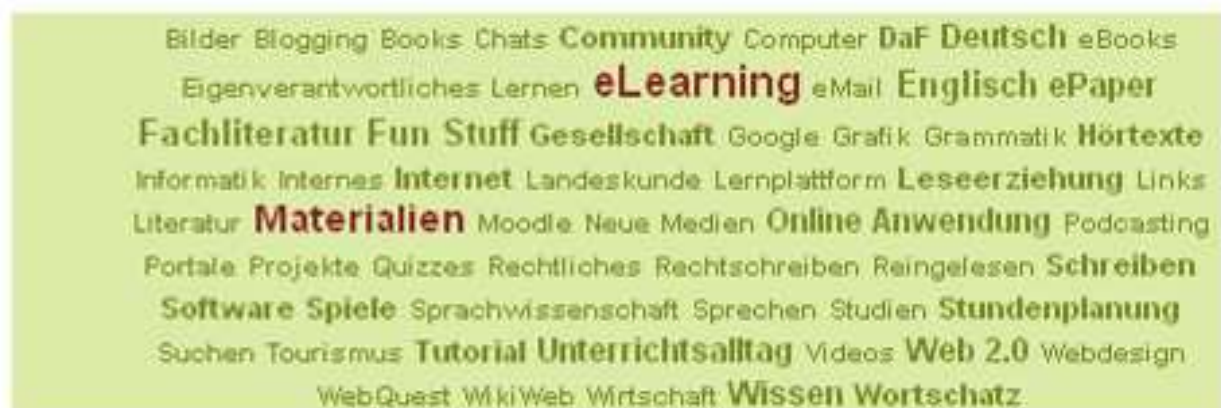 Bilder Blogging Books Chats Community Computer DaF Deutsch eBooks
Eigenverantwortliches Lernen eLearning eMail Englisch ePaper
Fachliteratur Fun Stuff Gesellschaft Google Grafik Grammatik Hörtexte
Informatik Internes Internet Landeskunde Lernplattform Leseerziehung Links
Literatur Materialien Moodle Neue Medien Online Anwendung Podcasting
Portale Projekte Quizzes Rechtliches Rechtschreiben Reingelesen Schreiben
Software Spiele Sprachwissenschaft Sprechen Studien Stundenplanung
Suchen Tourismus Tutorial Unterrichtsalltag Videos Web 2.0 Webdesign
WebQuest WikiWeb Wirtschaft Wissen Wortschatz